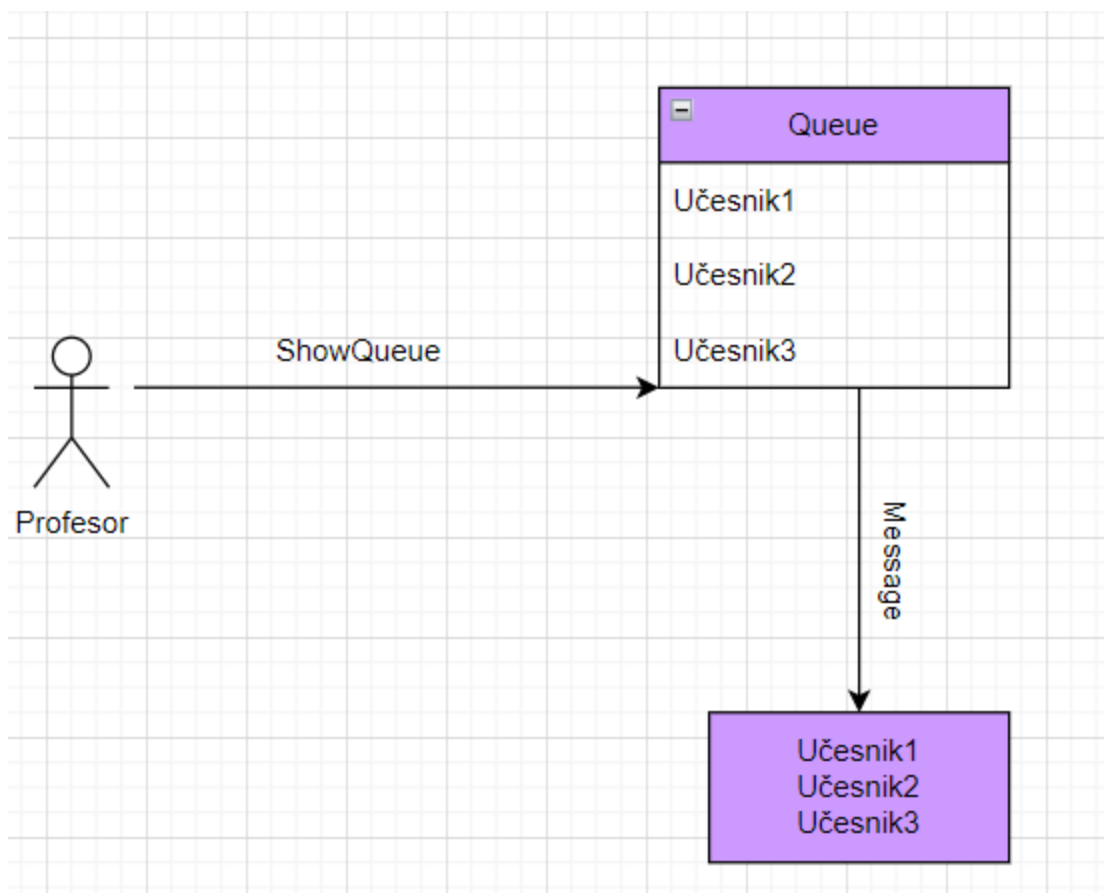 Queue
Učesnik1
Učesnik2
Učesnik3
ShowQueue
Profesor
Message
Učesnik1
Učesnik2
Učesnik3